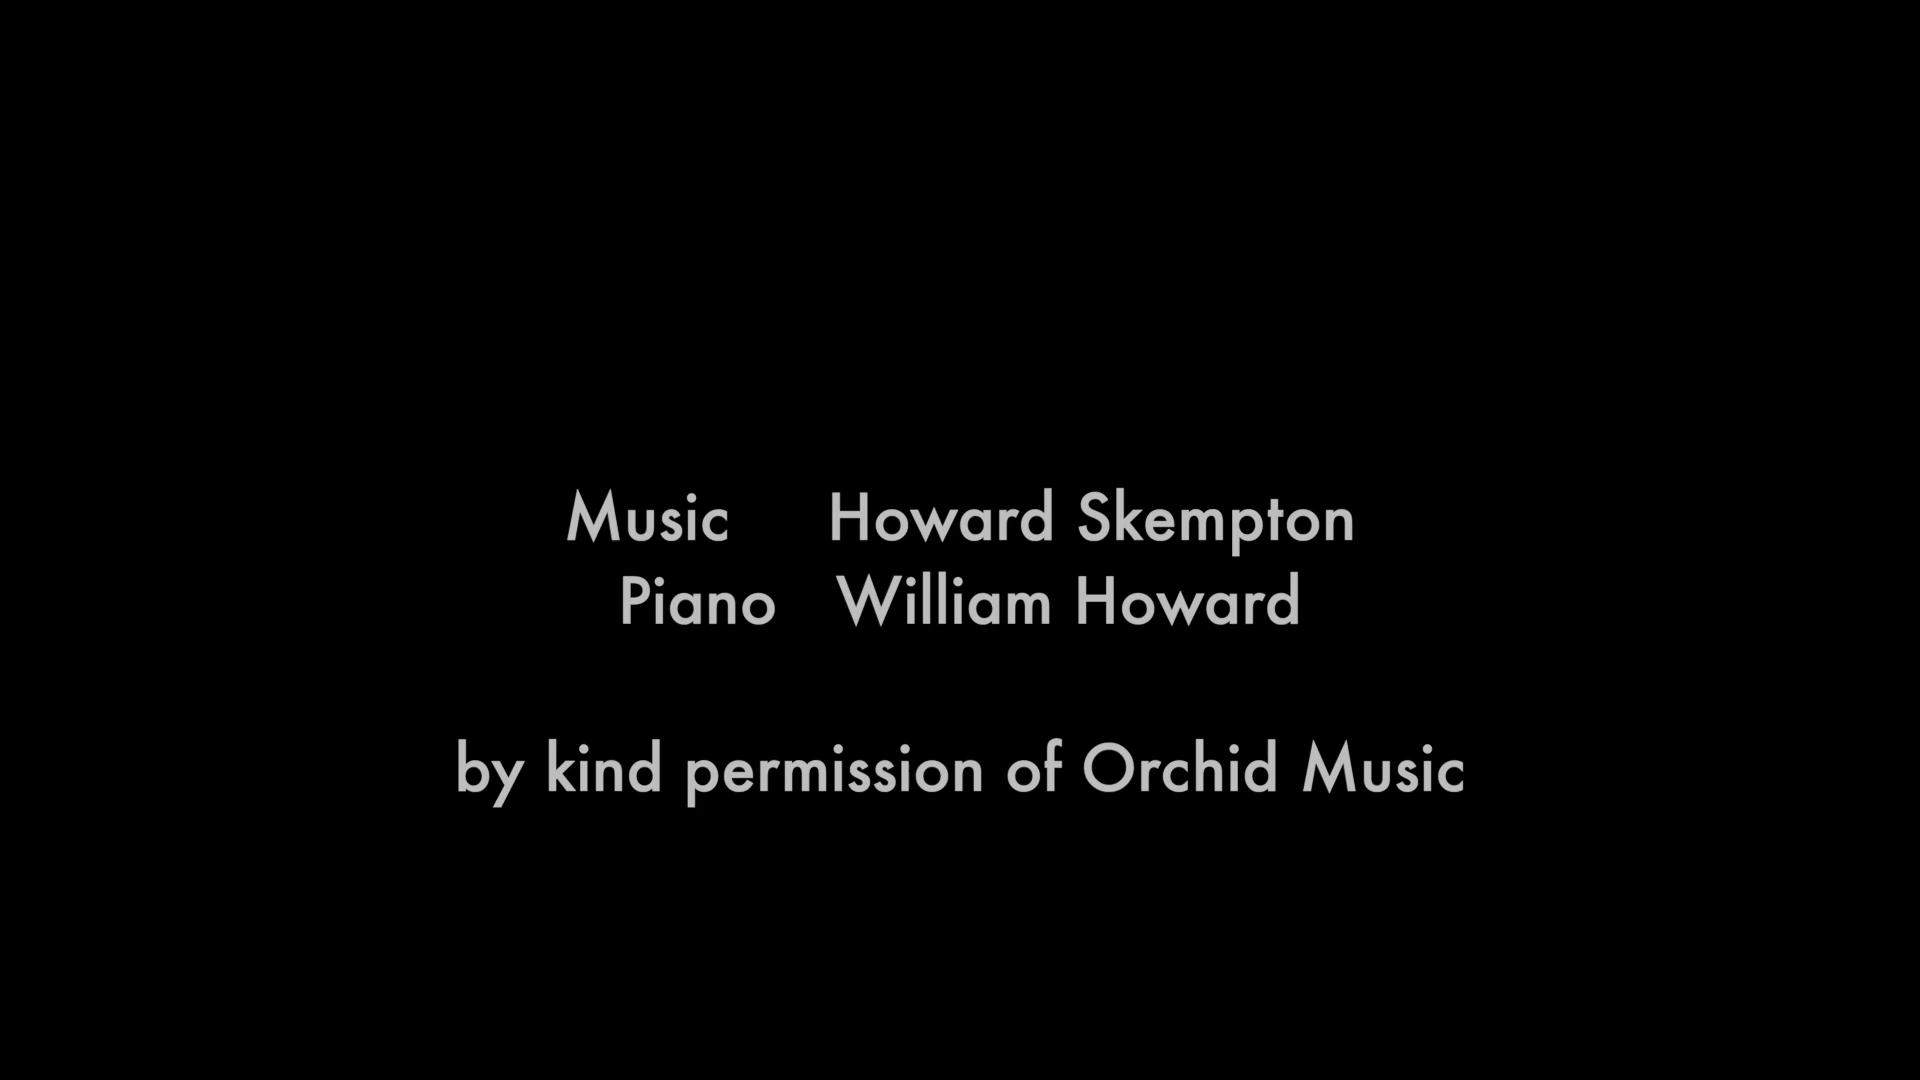 Music Howard Skempton
Piano William Howard
by kind permission of Orchid Music